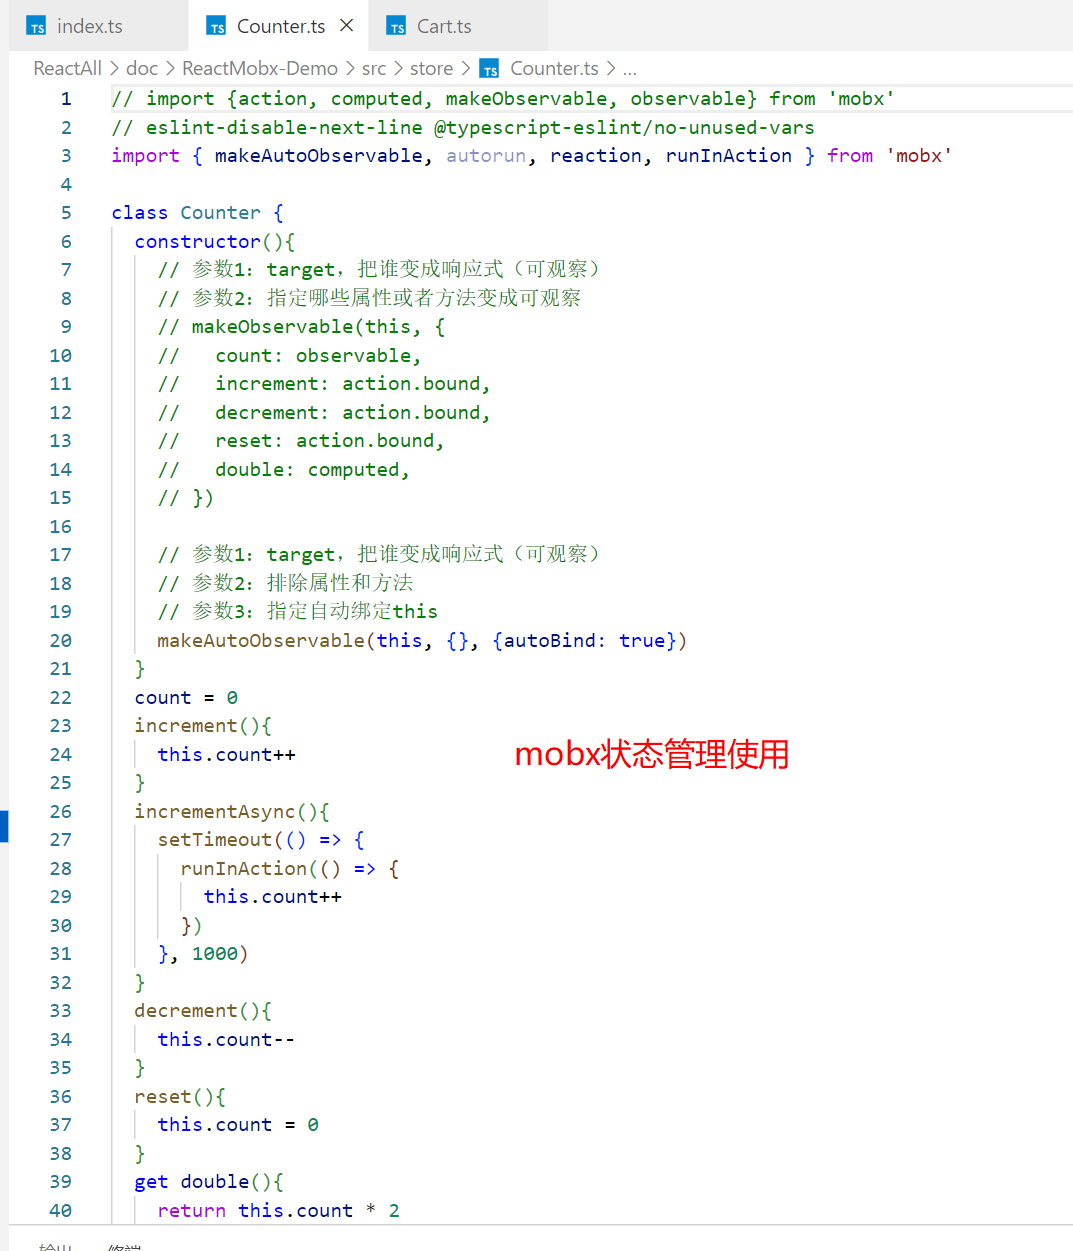 index.ts Counter.ts Cart.ts
ReactAll > doc > ReactMobx-Demo > src > store > Counter.ts > ...
1 // import {action, computed, makeObservable, observable} from 'mobx'
2 // eslint-disable-next-line @typescript-eslint/no-unused-vars
3 import { makeAutoObservable, autorun, reaction, runInAction } from 'mobx'
4
5 class Counter {
6 constructor(){
7 // 参数1：target，把谁变成响应式（可观察）
8 // 参数2：指定哪些属性或者方法变成可观察
9 // makeObservable(this, {
10 //   count: observable,
11 //   increment: action.bound,
12 //   decrement: action.bound,
13 //   reset: action.bound,
14 //   double: computed,
15 // })
16
17 // 参数1：target，把谁变成响应式（可观察）
18 // 参数2：排除属性和方法
19 // 参数3：指定自动绑定this
20 makeAutoObservable(this, {}, {autoBind: true})
21 }
22 count = 0
23 increment(){
24 this.count++
mobx状态管理使用
25 }
26 incrementAsync(){
27 setTimeout(() => {
28 runInAction(() => {
29 this.count++
30 })
31 }, 1000)
32 }
33 decrement(){
34 this.count--
35 }
36 reset(){
37 this.count = 0
38 }
39 get double(){
40 return this.count * 2